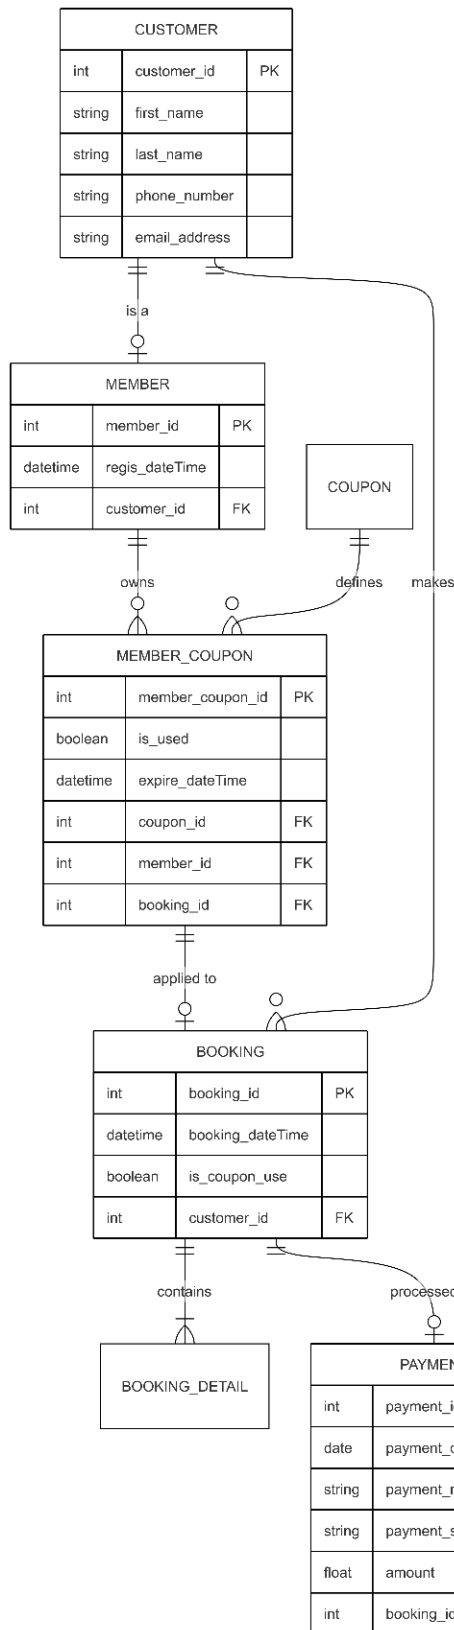 CUSTOMER
int customer_id PK
string first_name
string last_name
string phone_number
string email_address
is a
MEMBER
int member_id PK
datetime regis_dateTime
int customer_id FK
COUPON
owns
defines
makes
MEMBER_COUPON
int member_coupon_id PK
boolean is_used
datetime expire_dateTime
int coupon_id FK
int member_id FK
int booking_id FK
applied to
BOOKING
int booking_id PK
datetime booking_dateTime
boolean is_coupon_use
int customer_id FK
contains
processed
BOOKING_DETAIL
int
date
string
string
float amount
int